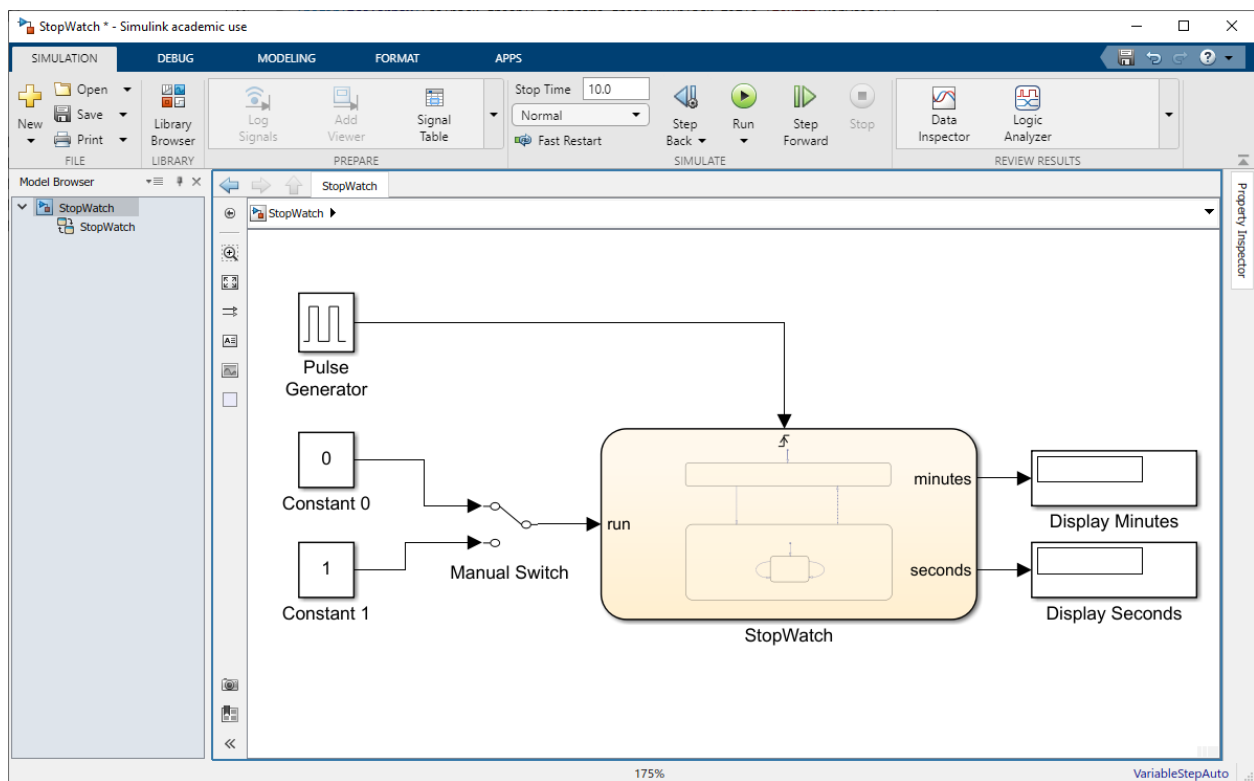 StopWatch * - Simulink academic use
SIMULATION
DEBUG
MODELING
FORMAT
APPS
New
Open
Save
Print
FILE
Library
Browser
LIBRARY
Log
Signals
Add
Viewer
Signal
Table
PREPARE
Stop Time 10.0
Normal
Fast Restart
Step
Back
Run
Step
Forward
Stop
SIMULATE
Data
Inspector
Logic
Analyzer
REVIEW RESULTS
Model Browser
StopWatch
StopWatch
StopWatch
StopWatch
Property Inspector
Pulse
Generator
0
Constant 0
1
Constant 1
Manual Switch
run
minutes
seconds
StopWatch
Display Minutes
Display Seconds
175%
VariableStepAuto